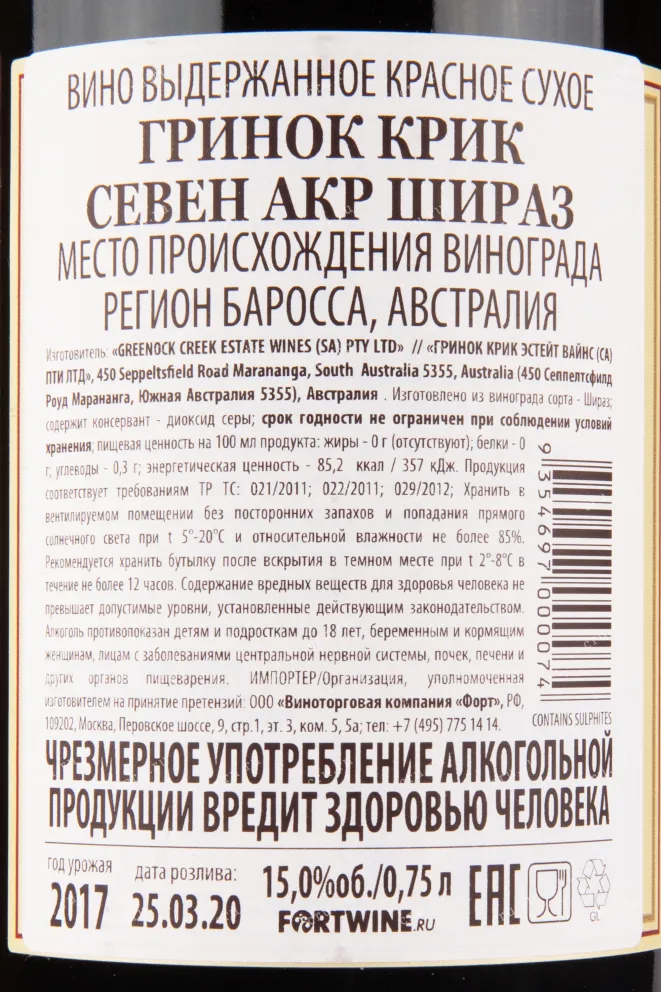 ВИНО ВЫДЕРЖАННОЕ КРАСНОЕ СУХОЕ
ГРИНОК КРИК
СЕВЕН АКР ШИРАЗ
МЕСТО ПРОИСХОЖДЕНИЯ ВИНОГРАДА
РЕГИОН БАРОССА, АВСТРАЛИЯ
Изготовитель: «GREENOCK CREEK ESTATE WINES (SA) PTY LTD» // «ГРИНОК КРИК ЭСТЕЙТ ВАЙНС (СА)
ПТИ ЛТД», 450 Seppeltsfield Road Marananga, South Australia 5355, Australia (450 Сеппелтсфилд
Роуд Марананга, Южная Австралия 5355), Австралия . Изготовлено из винограда сорта - Шираз;
содержит консервант - диоксид серы; срок годности не ограничен при соблюдении условий
хранения; пищевая ценность на 100 мл продукта: жиры - 0 г (отсутствуют); белки - 0
г; углеводы - 0,3 г; энергетическая ценность - 85,2 ккал / 357 кДж. Продукция
соответствует требованиям ТР ТС: 021/2011; 022/2011; 029/2012; Хранить в
вентилируемом помещении без посторонних запахов и попадания прямого
солнечного света при t 5°-20°С и относительной влажности не более 85%.
Рекомендуется хранить бутылку после вскрытия в темном месте при t 2°-8°С в
течение не более 12 часов. Содержание вредных веществ для здоровья человека не
превышает допустимые уровни, установленные действующим законодательством.
Алкоголь противопоказан детям и подросткам до 18 лет, беременным и кормящим
женщинам, лицам с заболеваниями центральной нервной системы, почек, печени и
других органов пищеварения. ИМПОРТЕР/Организация, уполномоченная
изготовителем на принятие претензий: ООО «Виноторговая компания «Форт», РФ,
109202, Москва, Перовское шоссе, 9, стр.1, эт. 3, ком. 5, 5а; тел: +7 (495) 775 14 14.
9 354697 000074
CONTAINS SULPHITES
ЧРЕЗМЕРНОЕ УПОТРЕБЛЕНИЕ АЛКОГОЛЬНОЙ
ПРОДУКЦИИ ВРЕДИТ ЗДОРОВЬЮ ЧЕЛОВЕКА
год урожая
2017
дата розлива:
25.03.20
15,0%об./0,75 л
FORTWINE.RU
EAC
GL